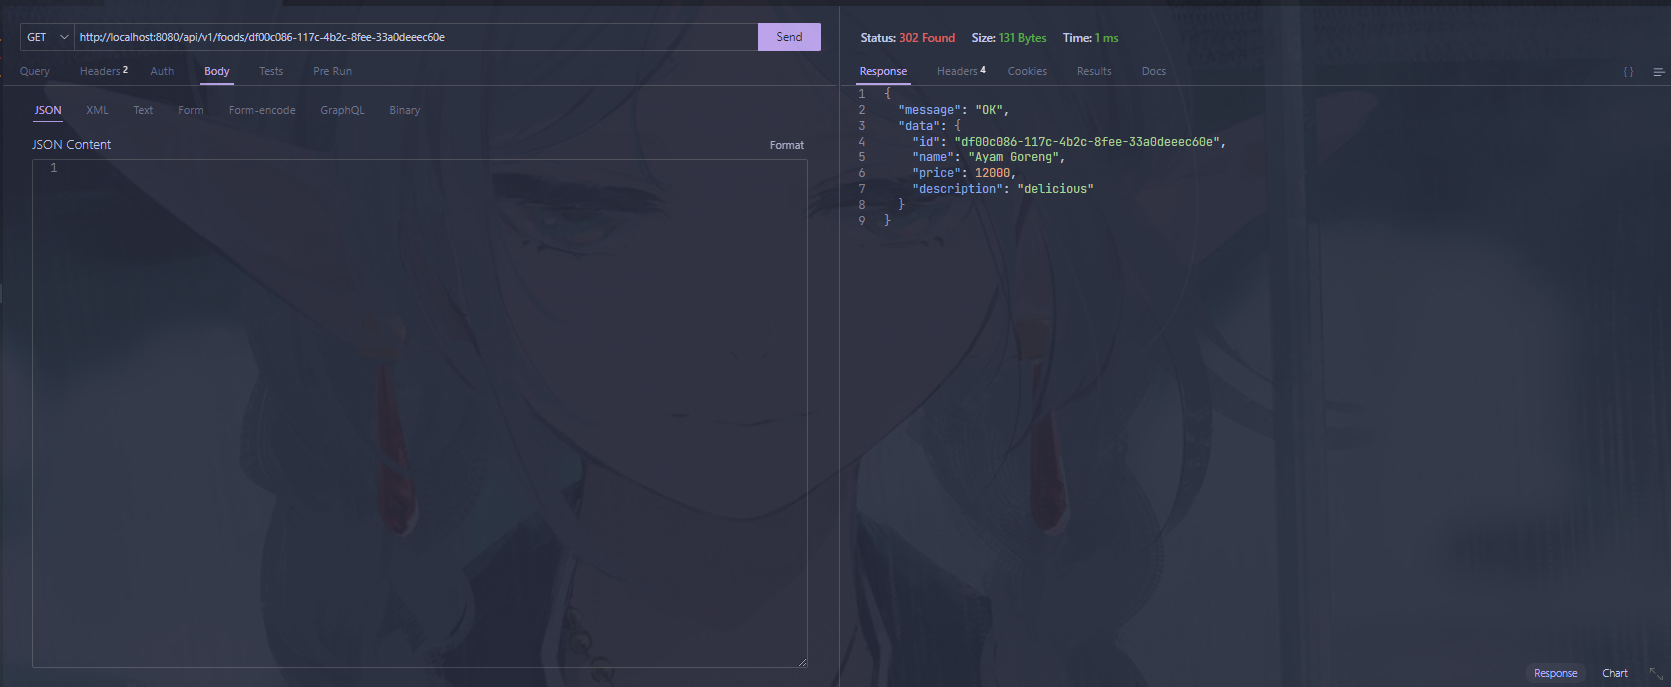 GET http://localhost:8080/api/v1/foods/df00c086-117c-4b2c-8fee-33a0deeec60e Send
Query Headers 2 Auth Body Tests Pre Run
JSON XML Text Form Form-encode GraphQL Binary
JSON Content Format
1
Status: 302 Found Size: 131 Bytes Time: 1 ms
Response Headers 4 Cookies Results Docs { }
1 {
2 "message": "OK",
3 "data": {
4 "id": "df00c086-117c-4b2c-8fee-33a0deeec60e",
5 "name": "Ayam Goreng",
6 "price": 12000,
7 "description": "delicious"
8 }
9 }
Response Chart